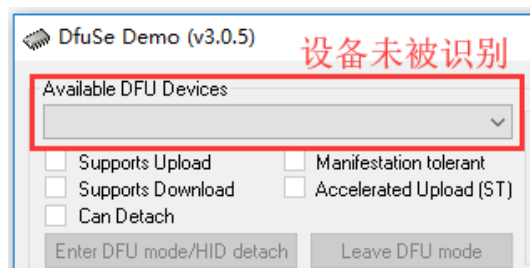 DfuSe Demo (v3.0.5)
设备未被识别
Available DFU Devices
Supports Upload
Manifestation tolerant
Supports Download
Accelerated Upload (ST)
Can Detach
Enter DFU mode/HID detach
Leave DFU mode